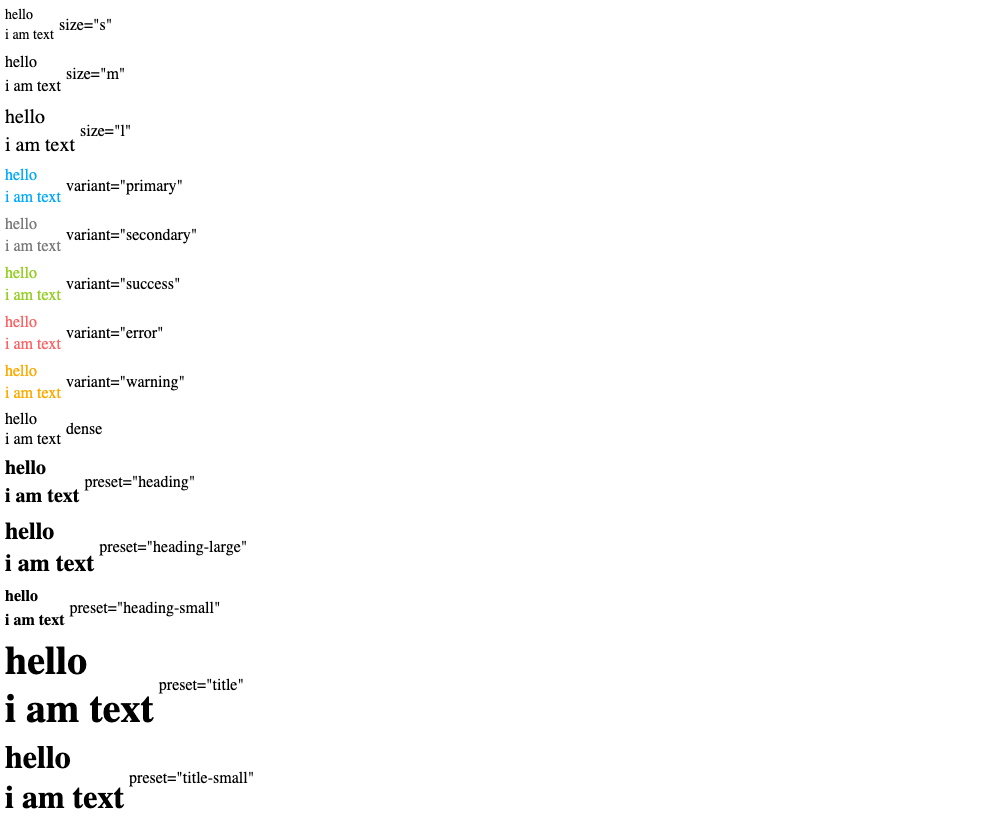 hello
i am text size="s"
hello
i am text size="m"
hello
i am text size="l"
hello
i am text variant="primary"
hello
i am text variant="secondary"
hello
i am text variant="success"
hello
i am text variant="error"
hello
i am text variant="warning"
hello
i am text dense
hello
i am text preset="heading"
hello
i am text preset="heading-large"
hello
i am text preset="heading-small"
hello
i am text preset="title"
hello
i am text preset="title-small"